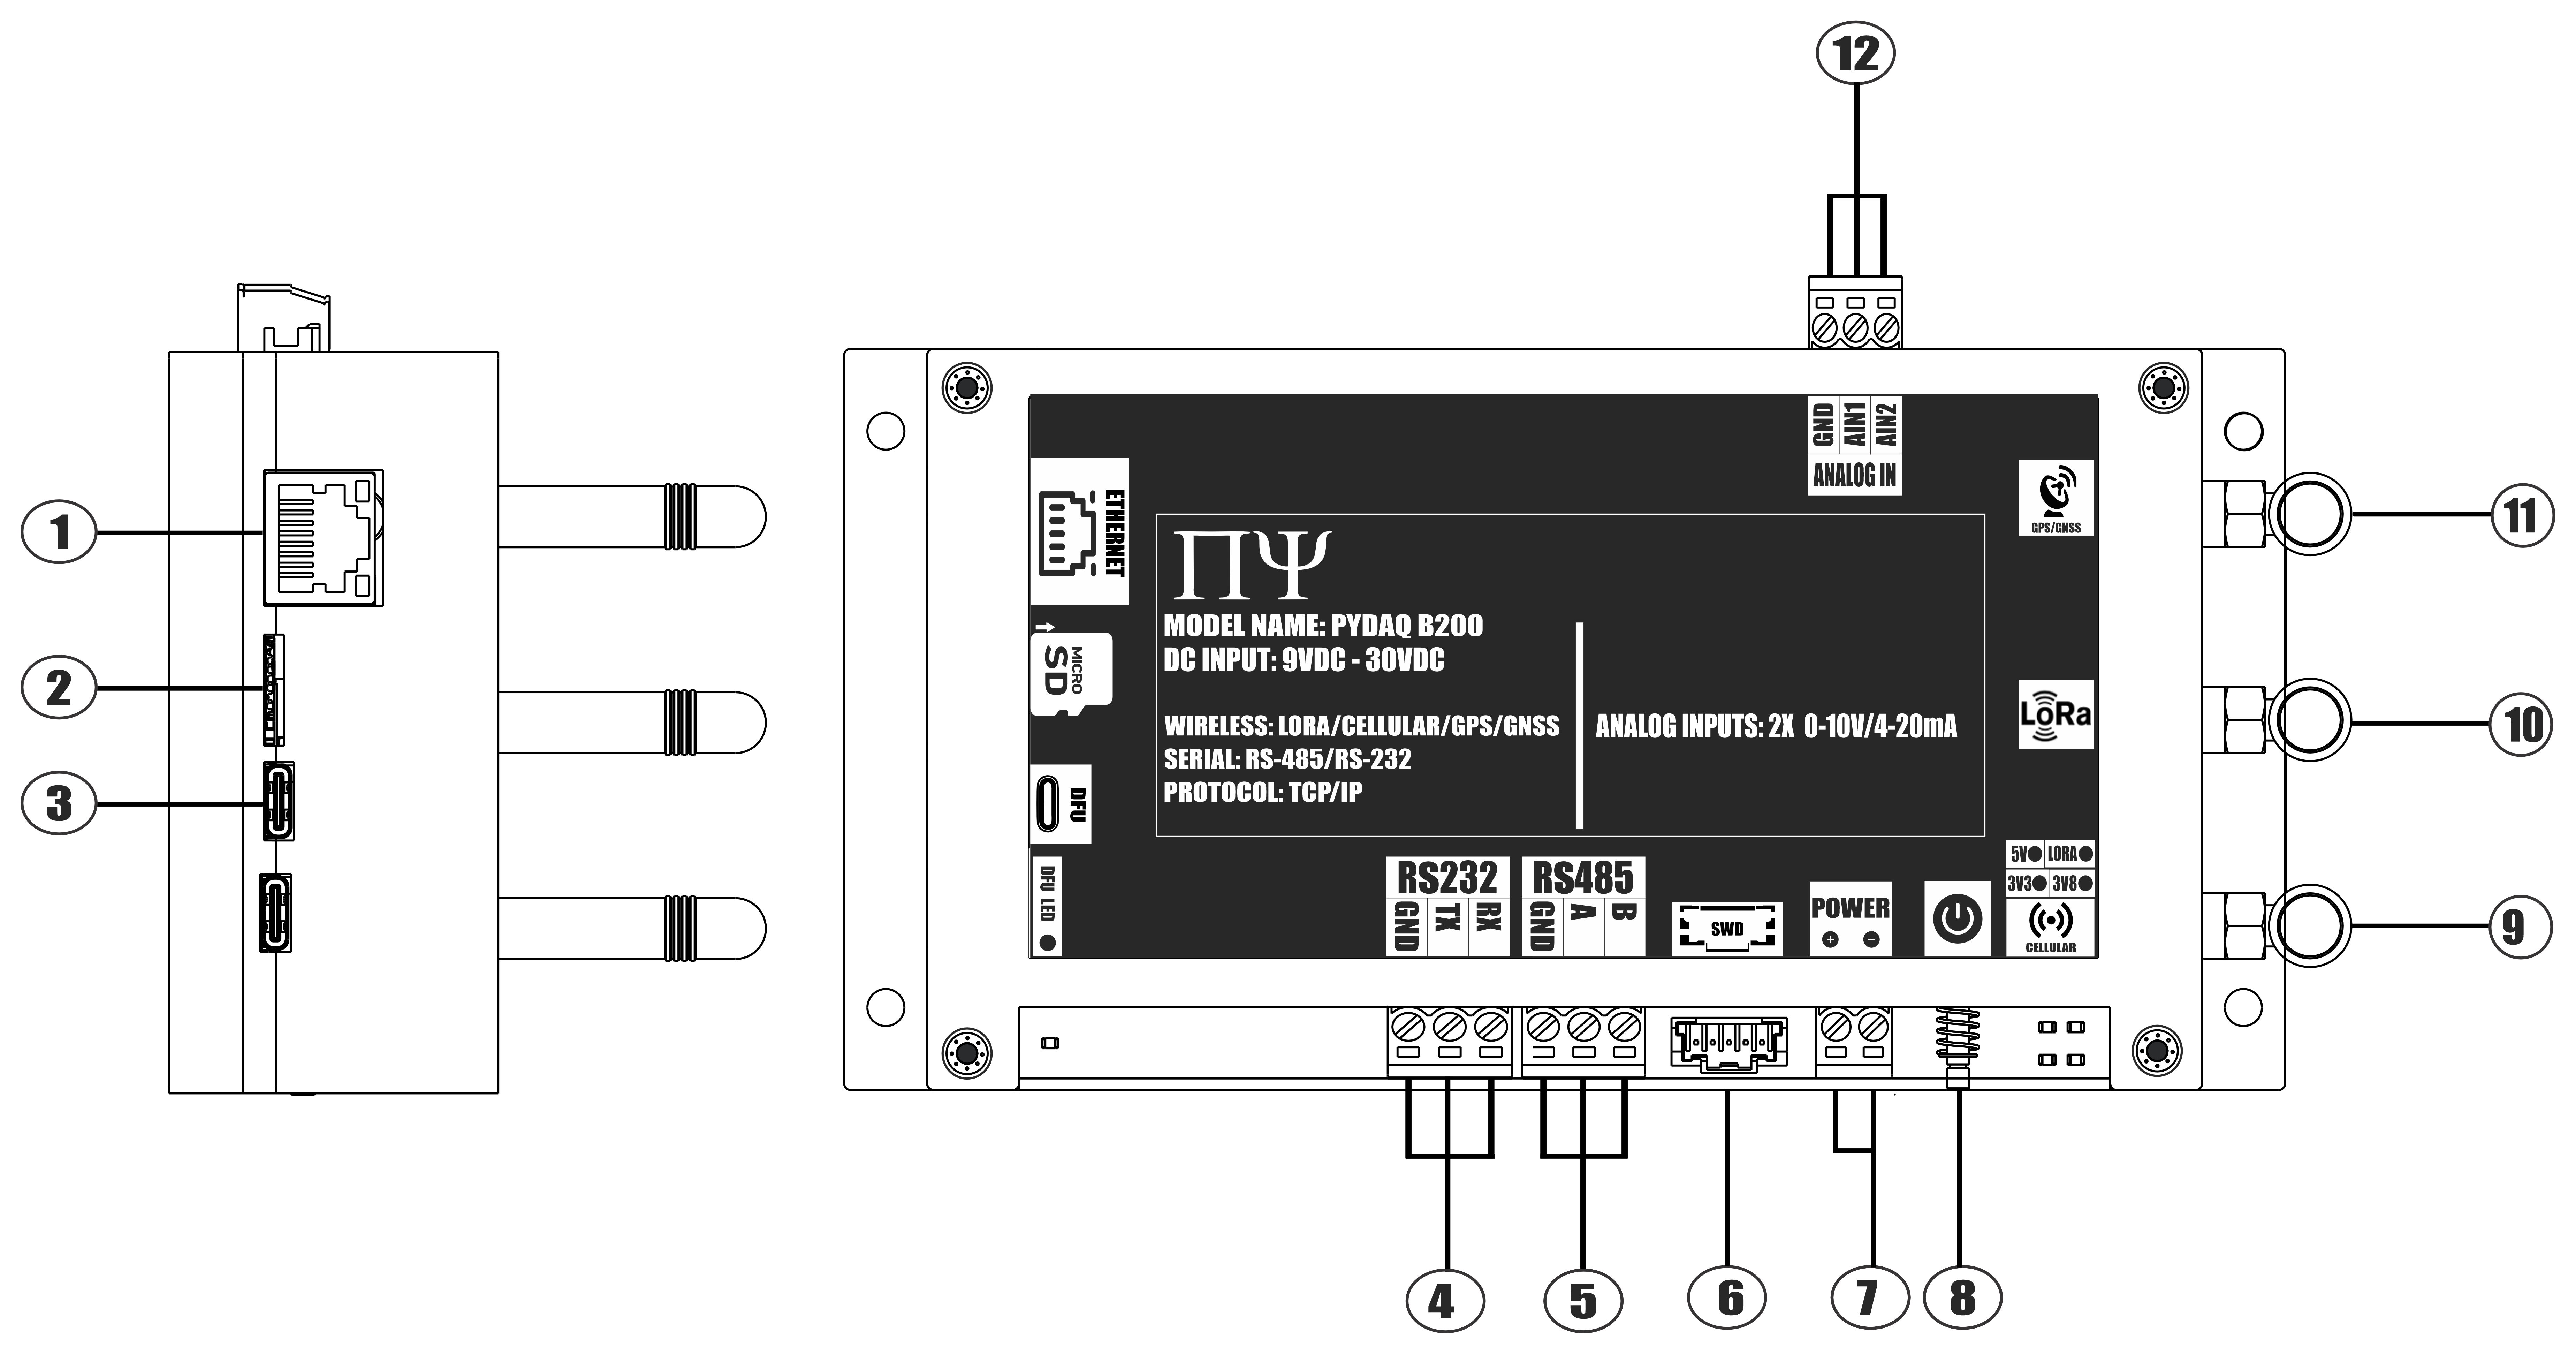 12
GND
AIN1
AIN2
ANALOG IN
1
ETHERNET
GPS/GNSS
11
ΠΨ
MODEL NAME: PYDAQ B200
DC INPUT: 9VDC - 30VDC
2
MICRO
SD
LoRa
10
WIRELESS: LORA/CELLULAR/GPS/GNSS
SERIAL: RS-485/RS-232
PROTOCOL: TCP/IP
ANALOG INPUTS: 2X 0-10V/4-20mA
3
DFU
DFU LED
RS232
GND
TX
RX
RS485
GND
A
B
SWD
POWER
+ −
5V LORA
3V3 3V8
CELLULAR
9
4
5
6
7
8